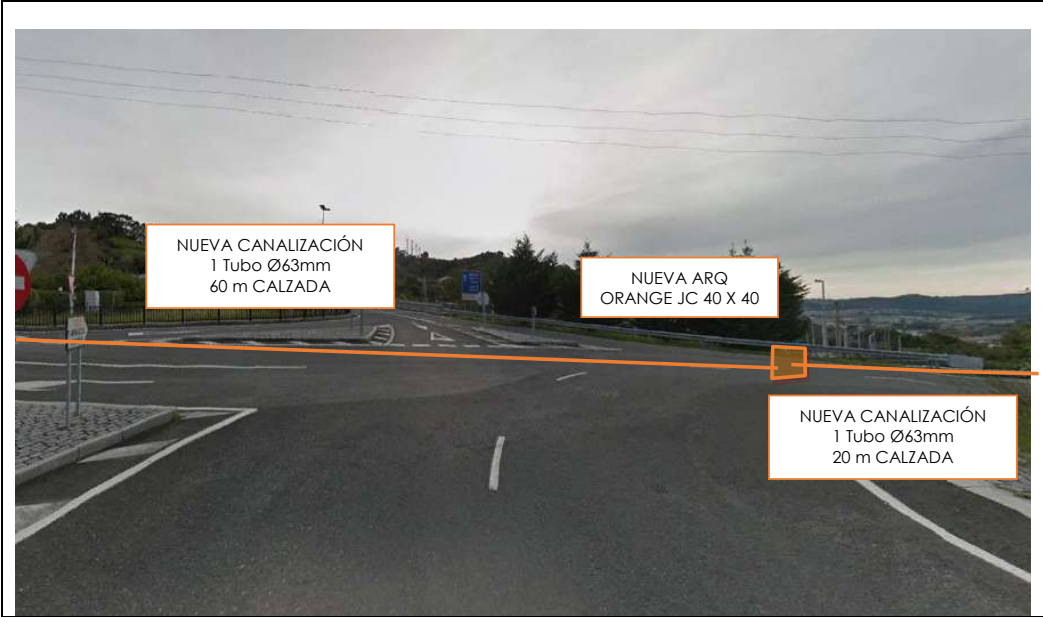 NUEVA CANALIZACIÓN
1 Tubo Ø63mm
60 m CALZADA
NUEVA ARQ
ORANGE JC 40 X 40
NUEVA CANALIZACIÓN
1 Tubo Ø63mm
20 m CALZADA